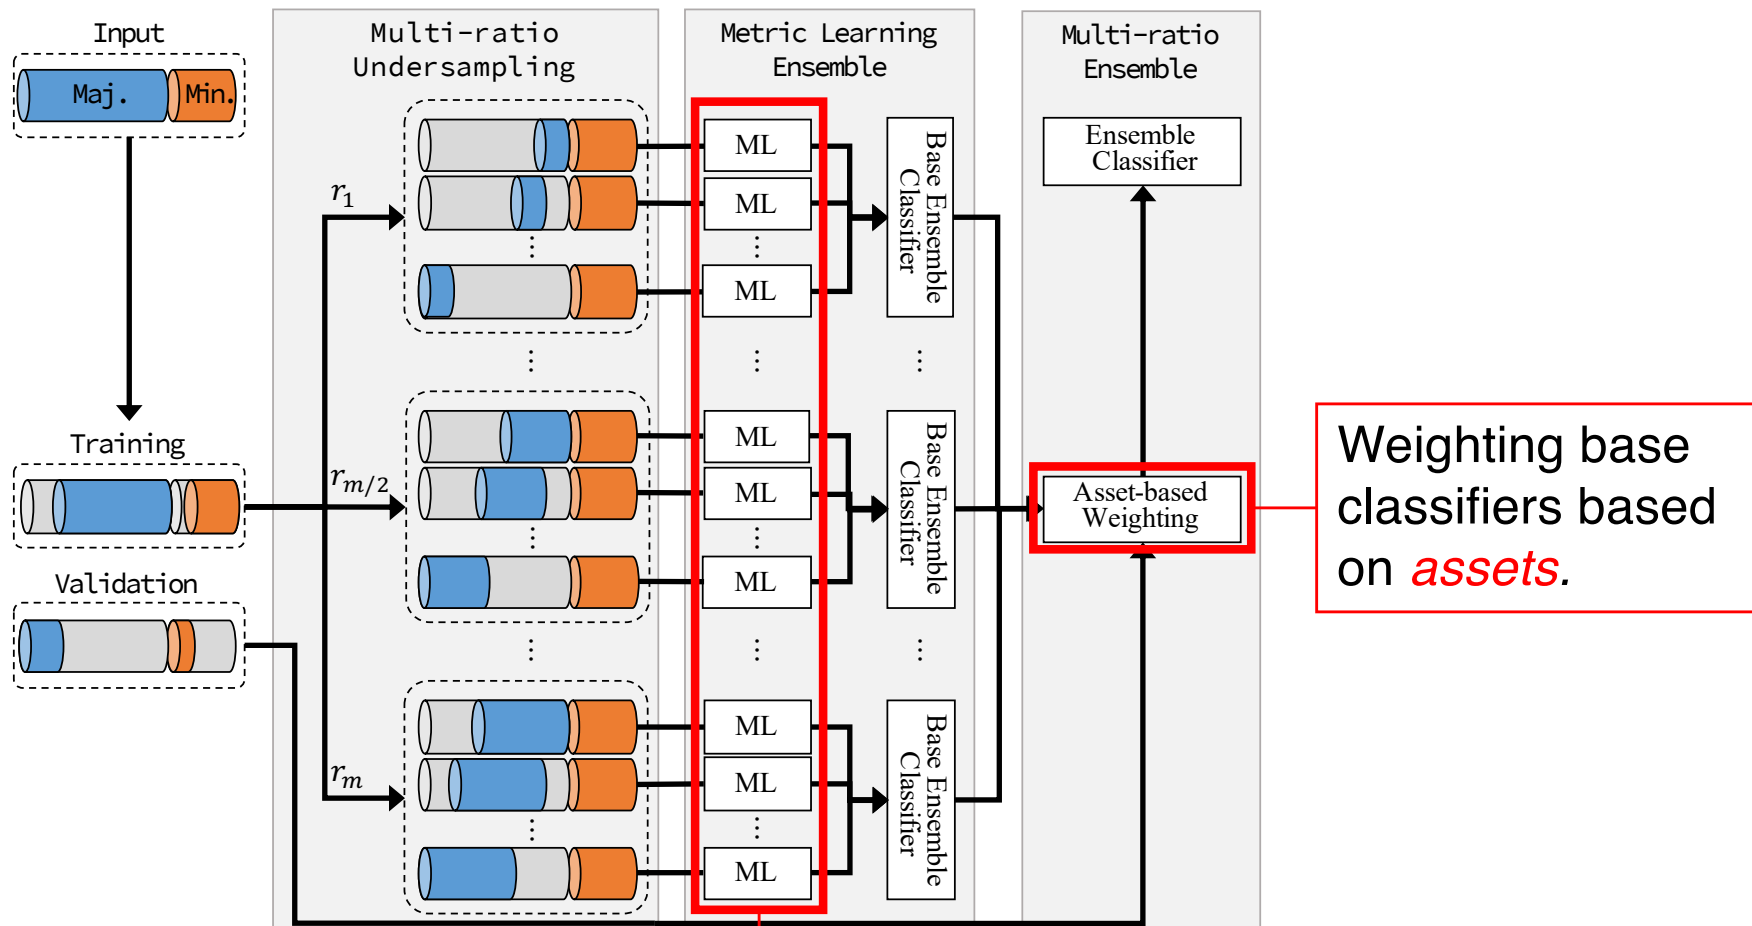 Input
Maj.
Min.
Training
Validation
Multi-ratio
Undersampling
r₁
⋮
⋮
r_{m/2}
⋮
⋮
r_m
⋮
Metric Learning
Ensemble
ML
ML
⋮
ML
⋮
ML
ML
⋮
ML
⋮
ML
ML
⋮
ML
Base Ensemble
Classifier
⋮
Base Ensemble
Classifier
⋮
Base Ensemble
Classifier
Multi-ratio
Ensemble
Ensemble
Classifier
Asset-based
Weighting
Weighting base
classifiers based
on assets.